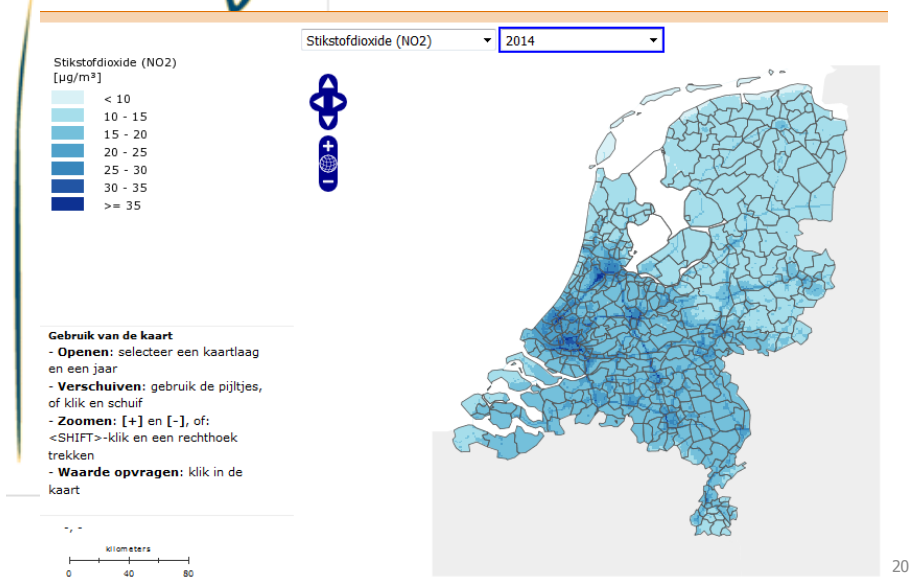 Stikstofdioxide (NO2)
2014
Stikstofdioxide (NO2)
[µg/m³]
< 10
10 - 15
15 - 20
20 - 25
25 - 30
30 - 35
>= 35
Gebruik van de kaart
- Openen: selecteer een kaartlaag
en een jaar
- Verschuiven: gebruik de pijltjes,
of klik en schuif
- Zoomen: [+] en [-], of:
<SHIFT>-klik en een rechthoek
trekken
- Waarde opvragen: klik in de
kaart
-, -
kilometers
0 40 80
20